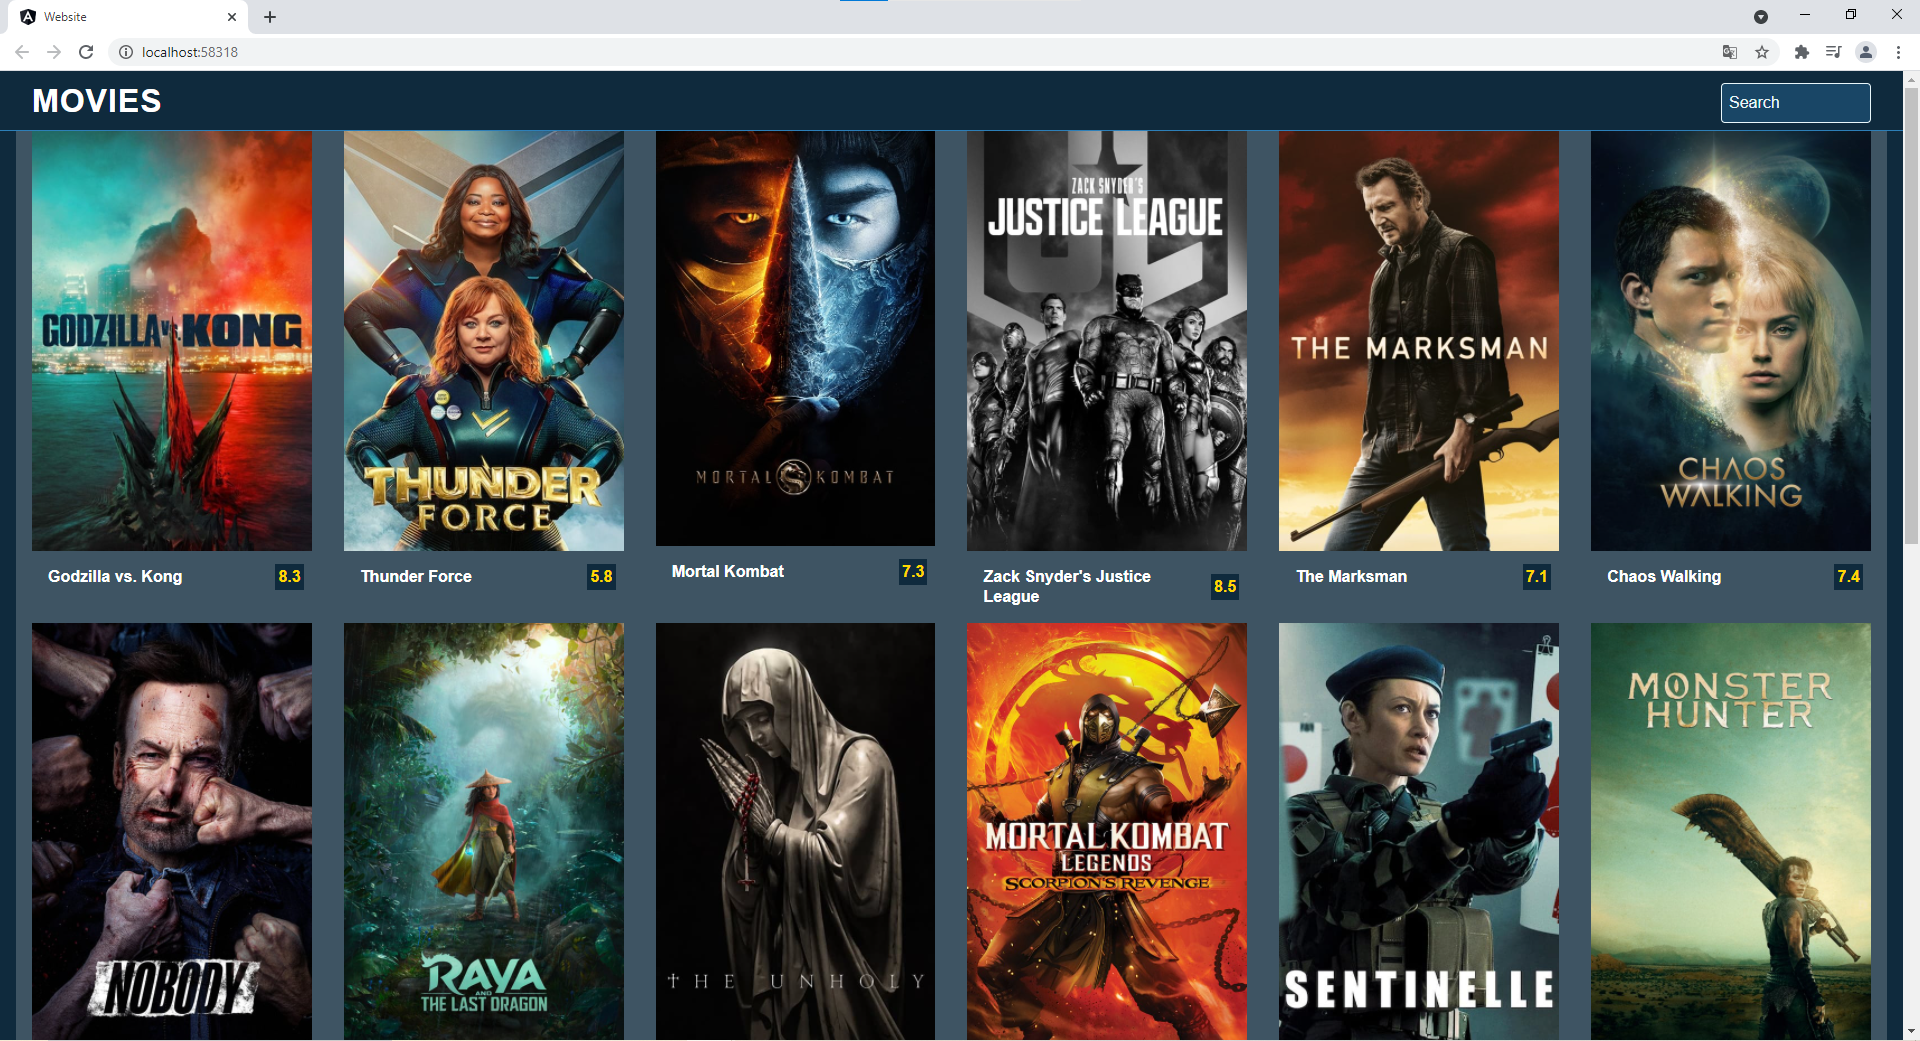 Website
localhost:58318
MOVIES
Search
GODZILLA vs. KONG
THUNDER
FORCE
MORTAL KOMBAT
ZACK SNYDER'S
JUSTICE LEAGUE
THE MARKSMAN
CHAOS
WALKING
Godzilla vs. Kong 8.3
Thunder Force 5.8
Mortal Kombat 7.3
Zack Snyder's Justice
League 8.5
The Marksman 7.1
Chaos Walking 7.4
NOBODY
RAYA
AND
THE LAST DRAGON
THE UNHOLY
MORTAL KOMBAT
LEGENDS
SCORPION'S REVENGE
SENTINELLE
MONSTER
HUNTER